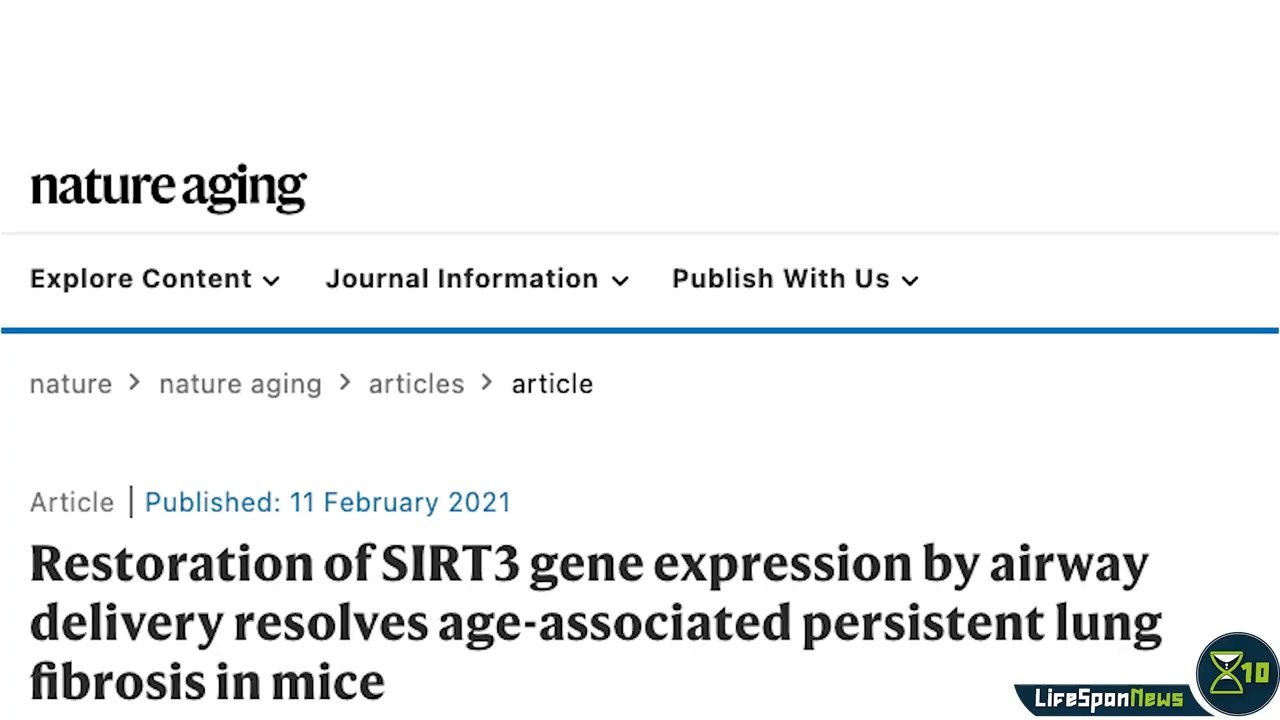 nature aging
Explore Content Journal Information Publish With Us
nature > nature aging > articles > article
Article | Published: 11 February 2021
Restoration of SIRT3 gene expression by airway
delivery resolves age-associated persistent lung
fibrosis in mice
LifeSpanNews
10